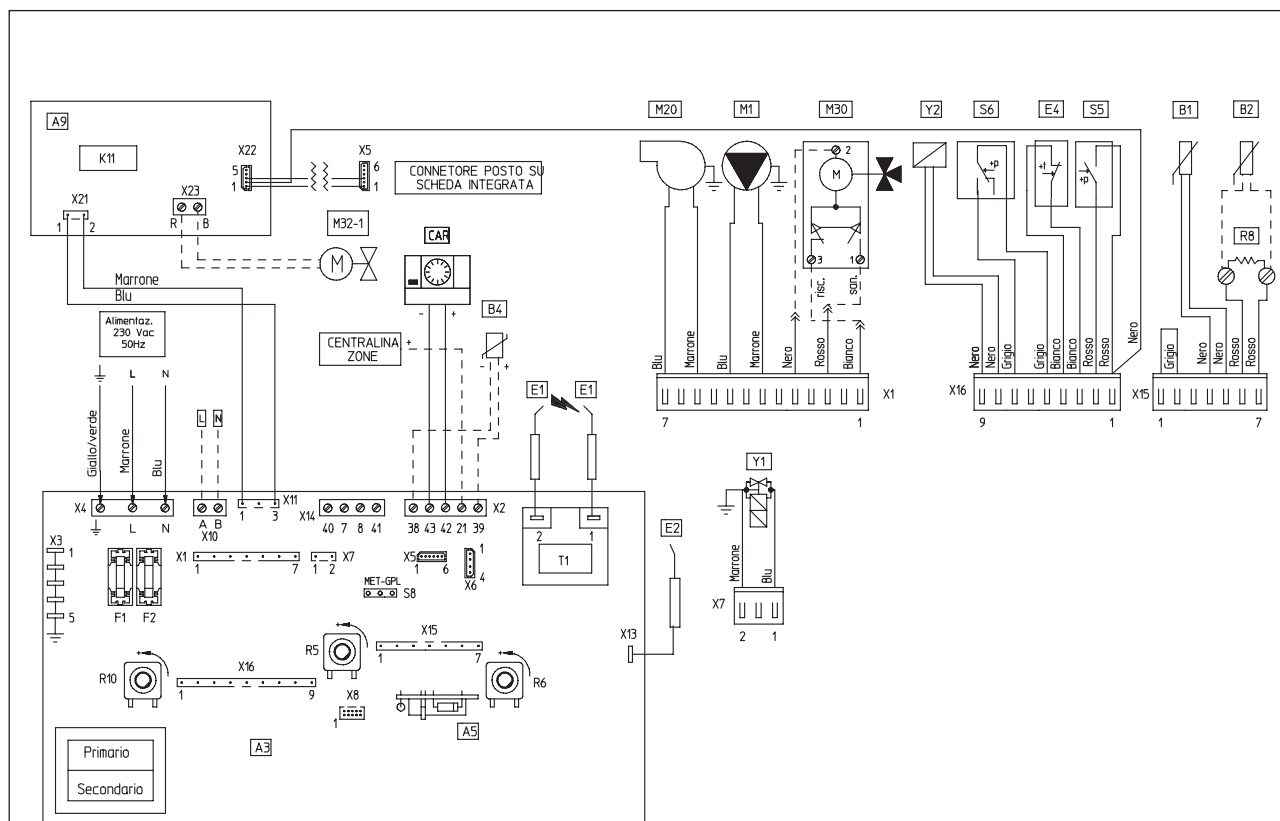 A9
K11
X22
5
1
X5
6
1
CONNETORE POSTO SU
SCHEDA INTEGRATA
X21
1
2
X23
R
B
M32-1
M
Marrone
Blu
Alimentaz.
230 Vac
50Hz
L
N
Giallo/verde
Marrone
Blu
CAR
-
+
CENTRALINA
ZONE
+
B4
-
+
M20
M1
M30
Y2
S6
E4
S5
B1
B2
2
M
3
1
risc.
san.
+p
+t
+p
R8
Nero
Blu
Marrone
Blu
Marrone
Nero
Rosso
Bianco
X1
7
1
Nero
Nero
Grigio
Grigio
Bianco
Bianco
Rosso
Rosso
X16
9
1
Grigio
Nero
Nero
Rosso
Rosso
X15
1
7
E1
E1
L
N
X4
L
N
A
B
X10
X11
1
3
X14
40
7
8
41
X2
38
43
42
21
39
2
1
T1
E2
Y1
Marrone
Blu
X7
2
1
X3
1
5
F1
F2
X1
1
7
X7
1
2
X5
1
6
X6
1
4
MET-GPL
S8
X13
R10
X16
1
9
R5
X15
1
7
R6
X8
1
A5
A3
Primario
Secondario